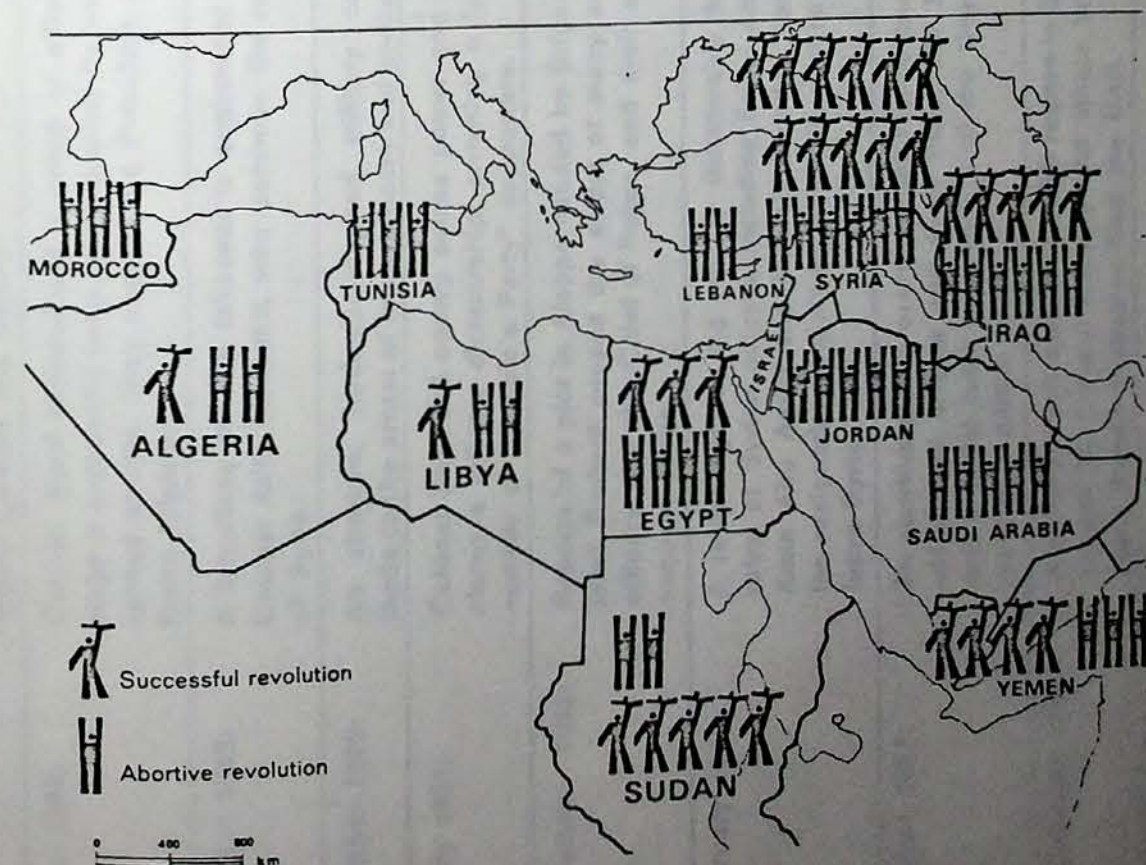 MOROCCO
TUNISIA
LEBANON
SYRIA
IRAQ
ISRAEL
ALGERIA
LIBYA
EGYPT
JORDAN
SAUDI ARABIA
YEMEN
SUDAN
Successful revolution
Abortive revolution
0 400 800
km